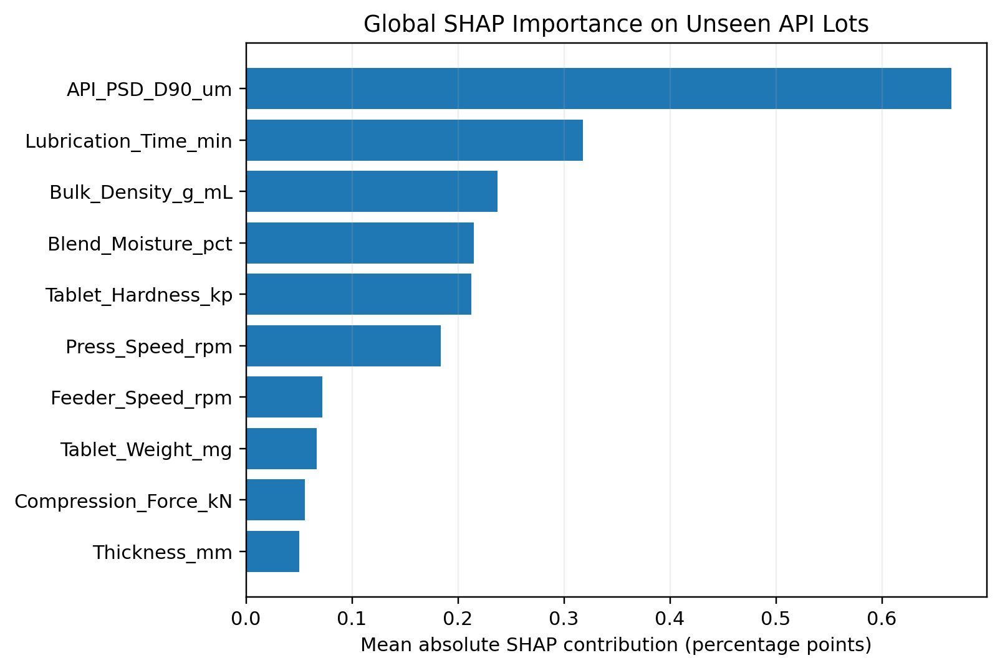 Global SHAP Importance on Unseen API Lots
API_PSD_D90_um
Lubrication_Time_min
Bulk_Density_g_mL
Blend_Moisture_pct
Tablet_Hardness_kp
Press_Speed_rpm
Feeder_Speed_rpm
Tablet_Weight_mg
Compression_Force_kN
Thickness_mm
0.0 0.1 0.2 0.3 0.4 0.5 0.6
Mean absolute SHAP contribution (percentage points)